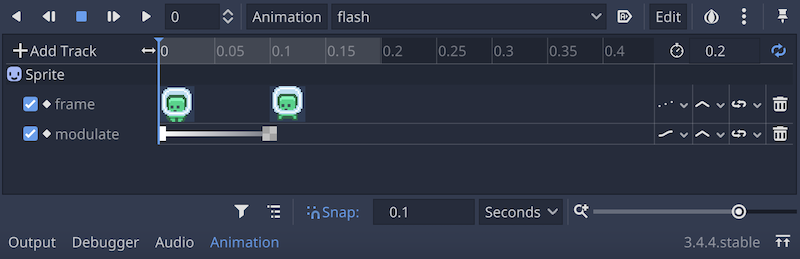 0 Animation flash Edit
Add Track 0 0.05 0.1 0.15 0.2 0.25 0.3 0.35 0.4 0.2
Sprite
frame
modulate
Snap: 0.1 Seconds
Output Debugger Audio Animation 3.4.4.stable